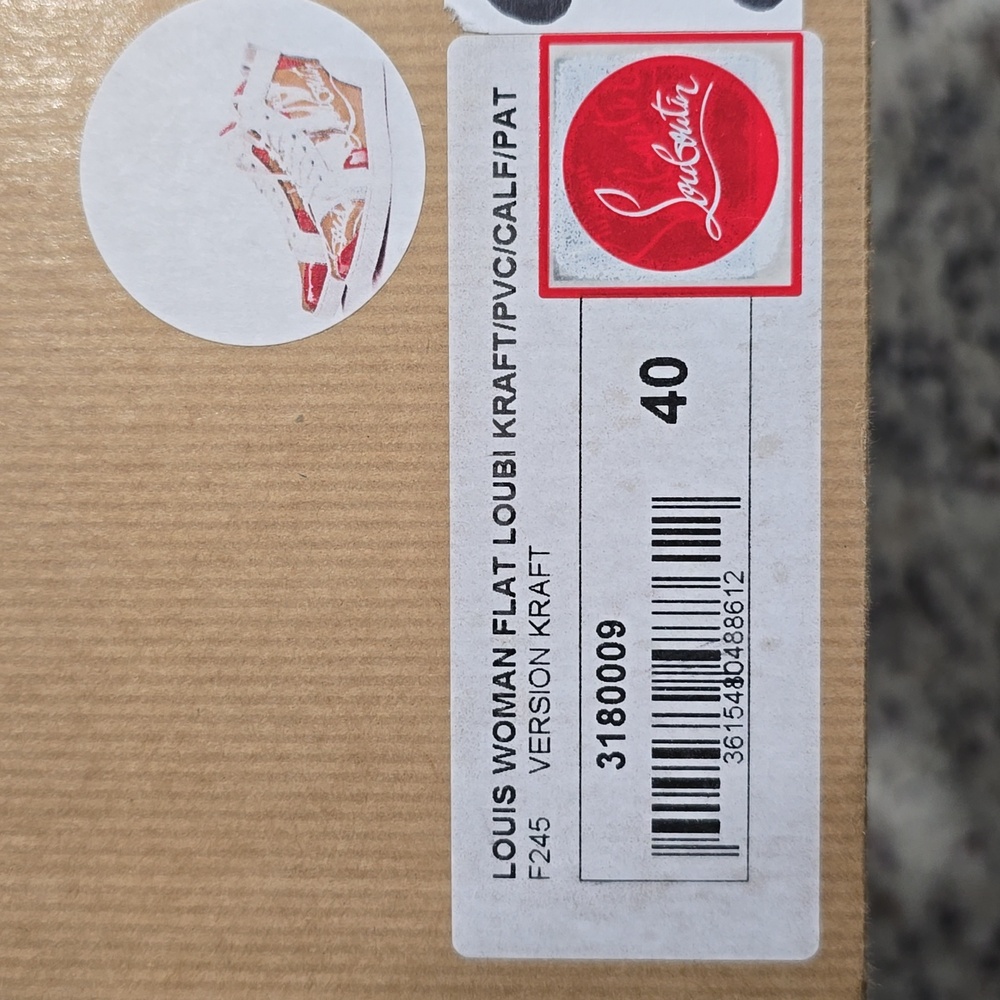 Louboutin
LOUIS WOMAN FLAT LOUBI KRAFT/PVC/CALF/PAT
F245 VERSION KRAFT
3180009
40
3615480488612